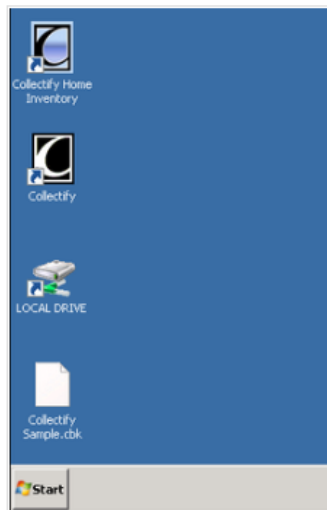 Collectify Home
Inventory
Collectify
LOCAL DRIVE
Collectify
Sample.cbk
Start